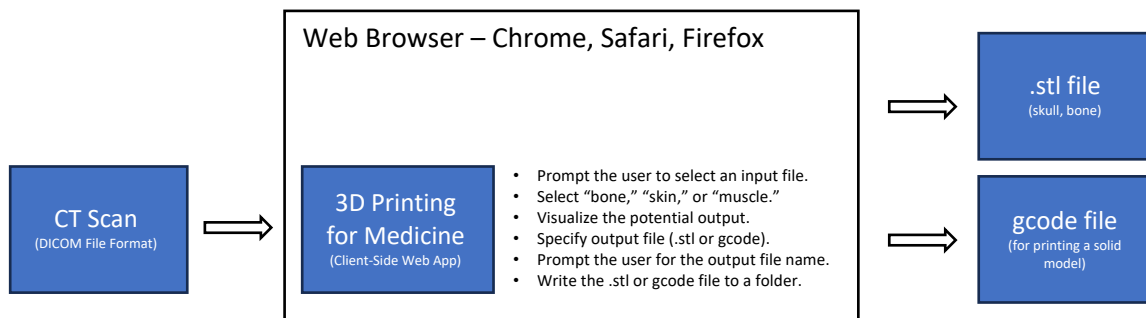 Web Browser – Chrome, Safari, Firefox
CT Scan
(DICOM File Format)
3D Printing
for Medicine
(Client-Side Web App)
• Prompt the user to select an input file.
• Select “bone,” “skin,” or “muscle.”
• Visualize the potential output.
• Specify output file (.stl or gcode).
• Prompt the user for the output file name.
• Write the .stl or gcode file to a folder.
.stl file
(skull, bone)
gcode file
(for printing a solid
model)